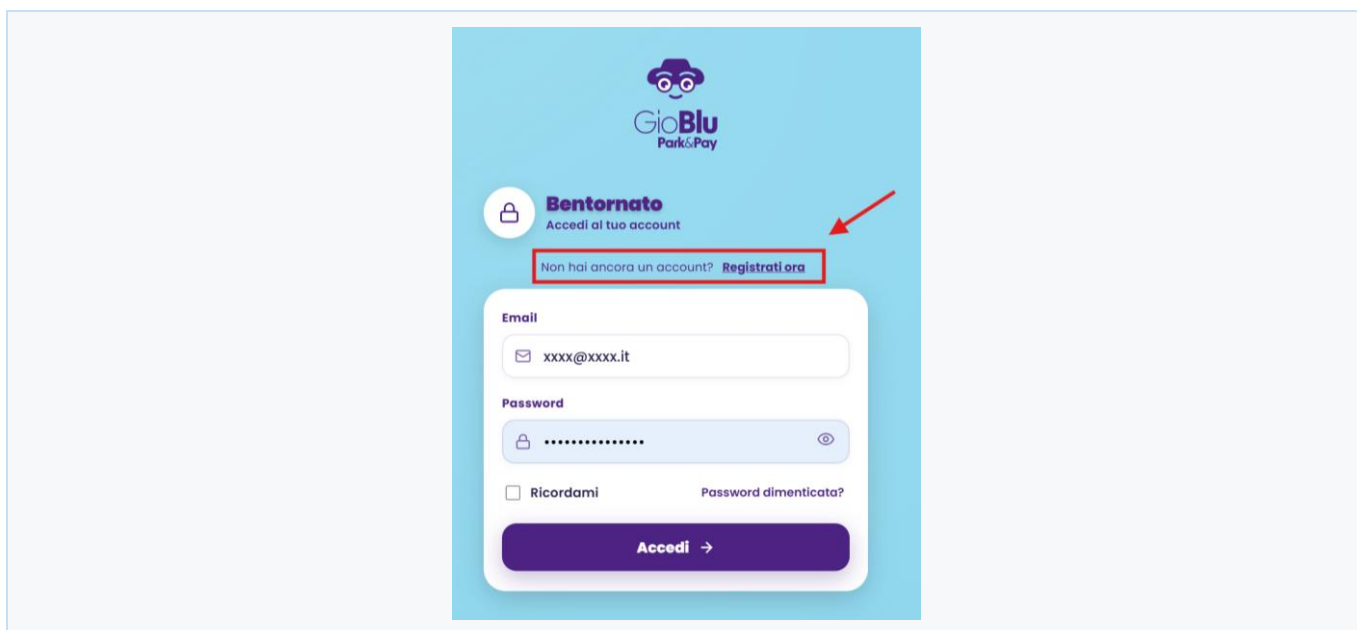 GioBlu
Park&Pay
Bentornato
Accedi al tuo account
Non hai ancora un account? Registrati ora
Email
xxxx@xxxx.it
Password
•••••••••••••••
Ricordami Password dimenticata?
Accedi →